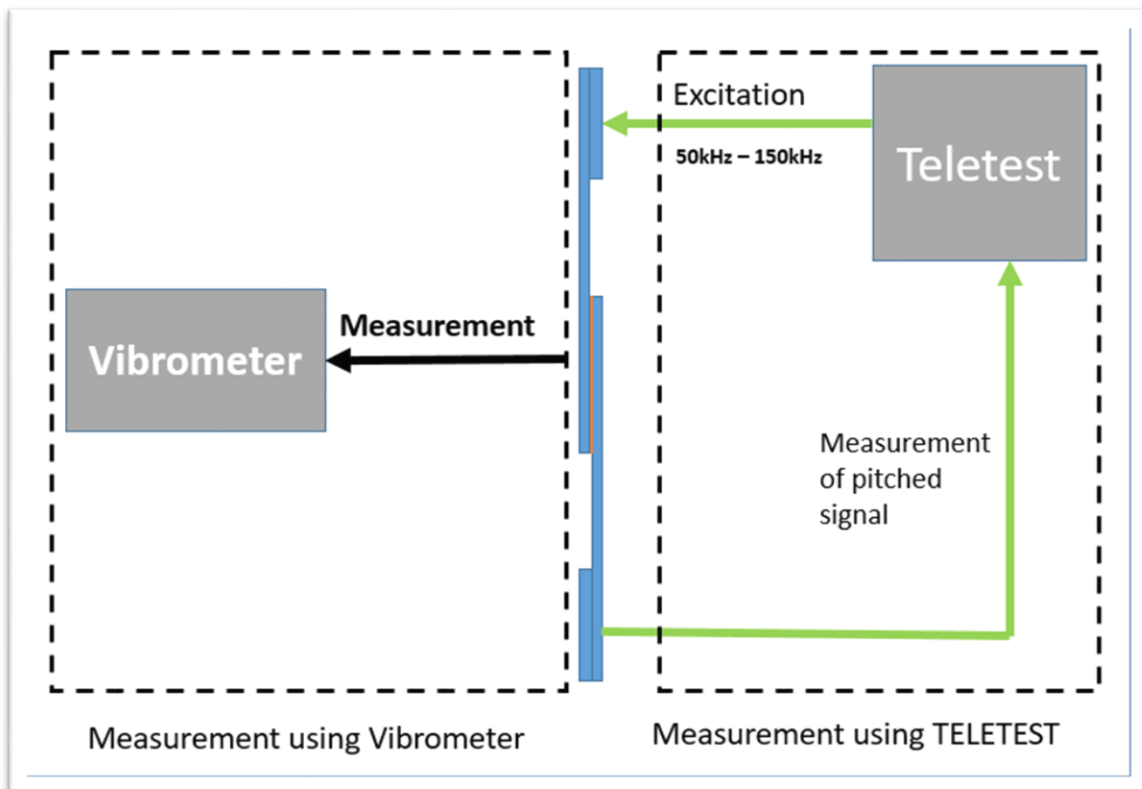 Excitation
50kHz – 150kHz
Teletest
Measurement
Vibrometer
Measurement
of pitched
signal
Measurement using Vibrometer
Measurement using TELETEST